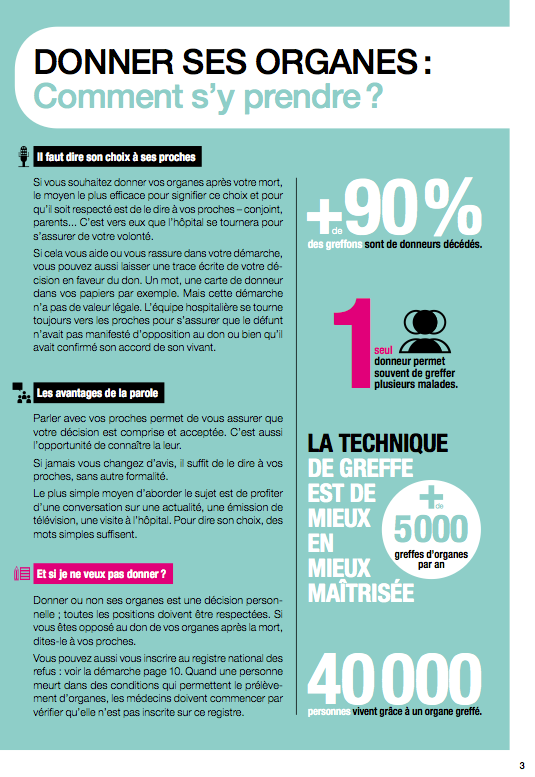 DONNER SES ORGANES :
Comment s’y prendre ?
Il faut dire son choix à ses proches
Si vous souhaitez donner vos organes après votre mort,
le moyen le plus efficace pour signifier ce choix et pour
qu’il soit respecté est de le dire à vos proches – conjoint,
parents... C’est vers eux que l’hôpital se tournera pour
s’assurer de votre volonté.
Si cela vous aide ou vous rassure dans votre démarche,
vous pouvez aussi laisser une trace écrite de votre dé-
cision en faveur du don. Un mot, une carte de donneur
dans vos papiers par exemple. Mais cette démarche
n’a pas de valeur légale. L’équipe hospitalière se tourne
toujours vers les proches pour s’assurer que le défunt
n’avait pas manifesté d’opposition au don ou bien qu’il
avait confirmé son accord de son vivant.
Les avantages de la parole
Parler avec vos proches permet de vous assurer que
votre décision est comprise et acceptée. C’est aussi
l’opportunité de connaître la leur.
Si jamais vous changez d’avis, il suffit de le dire à vos
proches, sans autre formalité.
Le plus simple moyen d’aborder le sujet est de profiter
d’une conversation sur une actualité, une émission de
télévision, une visite à l’hôpital. Pour dire son choix, des
mots simples suffisent.
Et si je ne veux pas donner ?
Donner ou non ses organes est une décision person-
nelle ; toutes les positions doivent être respectées. Si
vous êtes opposé au don de vos organes après la mort,
dites-le à vos proches.
Vous pouvez aussi vous inscrire au registre national des
refus : voir la démarche page 10. Quand une personne
meurt dans des conditions qui permettent le prélève-
ment d’organes, les médecins doivent commencer par
vérifier qu’elle n’est pas inscrite sur ce registre.
+ de 90 %
des greffons sont de donneurs décédés.
1 seul
donneur permet
souvent de greffer
plusieurs malades.
LA TECHNIQUE
DE GREFFE
EST DE
MIEUX
EN
MIEUX
MAÎTRISÉE
+ de
5 000
greffes d’organes
par an
40 000
personnes vivent grâce à un organe greffé.
3